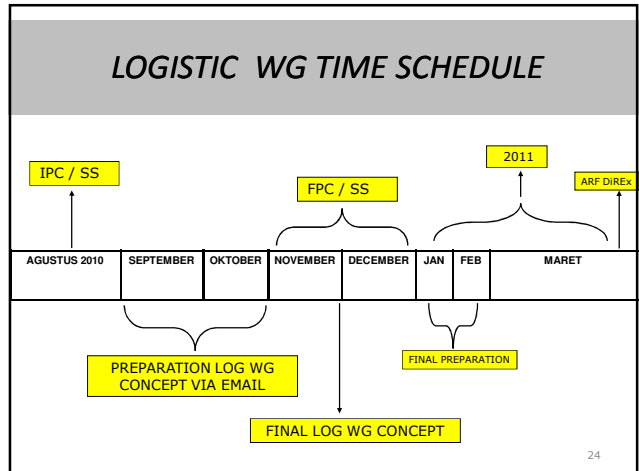 LOGISTIC WG TIME SCHEDULE
2011
IPC / SS
FPC / SS
ARF DiREx
AGUSTUS 2010 SEPTEMBER OKTOBER NOVEMBER DECEMBER JAN FEB MARET
PREPARATION LOG WG
CONCEPT VIA EMAIL
FINAL PREPARATION
FINAL LOG WG CONCEPT
24